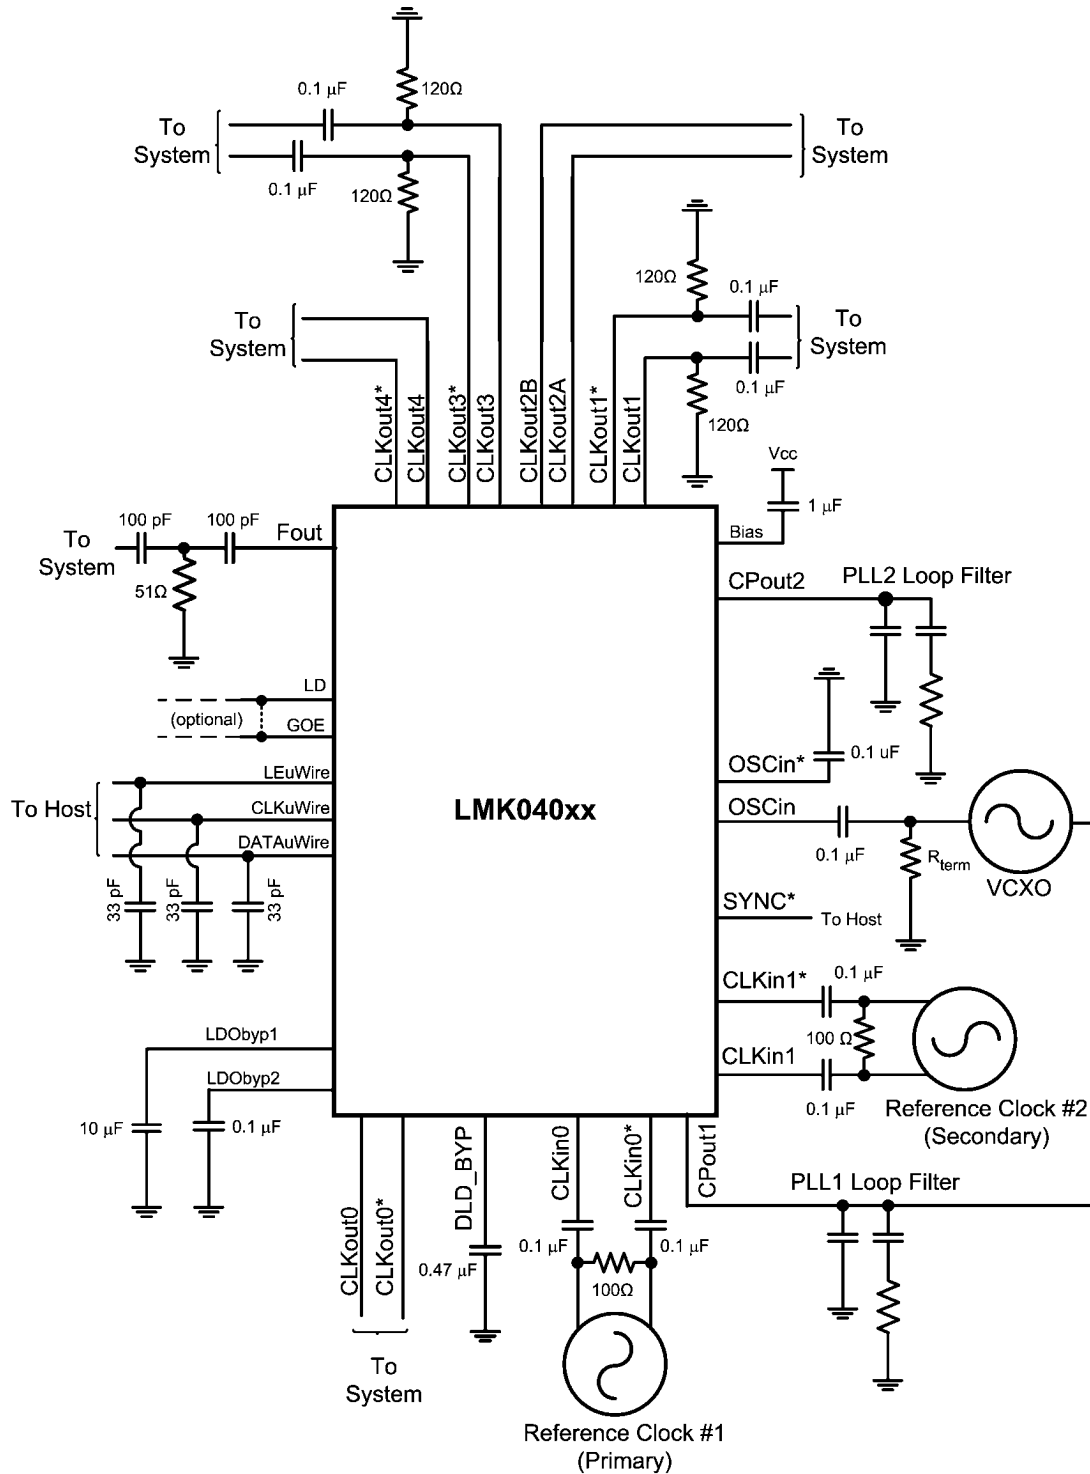 0.1 µF
120Ω
To
System
0.1 µF
120Ω
To
System
120Ω
0.1 µF
To
System
0.1 µF
120Ω
To
System
CLKout4*
CLKout4
CLKout3*
CLKout3
CLKout2B
CLKout2A
CLKout1*
CLKout1
Vcc
1 µF
Bias
100 pF
100 pF
Fout
To
System
51Ω
CPout2
PLL2 Loop Filter
LD
(optional)
GOE
OSCin*
0.1 uF
LEuWire
To Host
CLKuWire
DATAuWire
33 pF
33 pF
33 pF
LMK040xx
OSCin
0.1 µF
Rterm
VCXO
SYNC*
To Host
CLKin1*
0.1 µF
100 Ω
CLKin1
0.1 µF
Reference Clock #2
(Secondary)
LDObyp1
LDObyp2
10 µF
0.1 µF
CLKout0
CLKout0*
To
System
DLD_BYP
0.47 µF
CLKin0
CLKin0*
0.1 µF
0.1 µF
100Ω
Reference Clock #1
(Primary)
CPout1
PLL1 Loop Filter